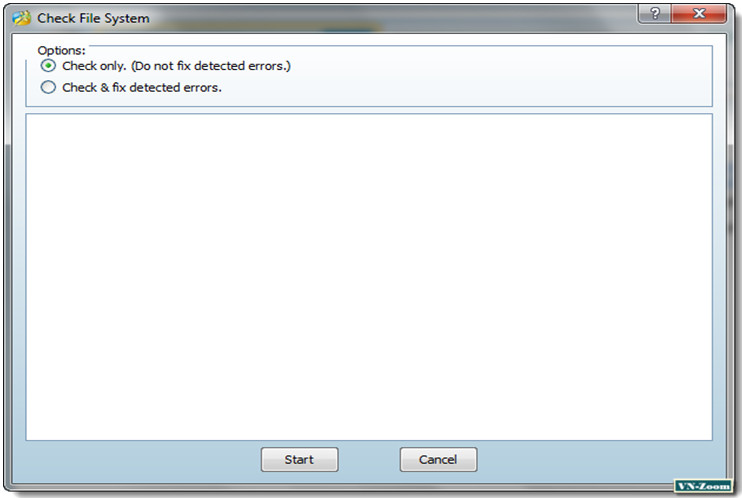 Check File System
?
Options:
Check only. (Do not fix detected errors.)
Check & fix detected errors.
Start
Cancel
VN-Zoom